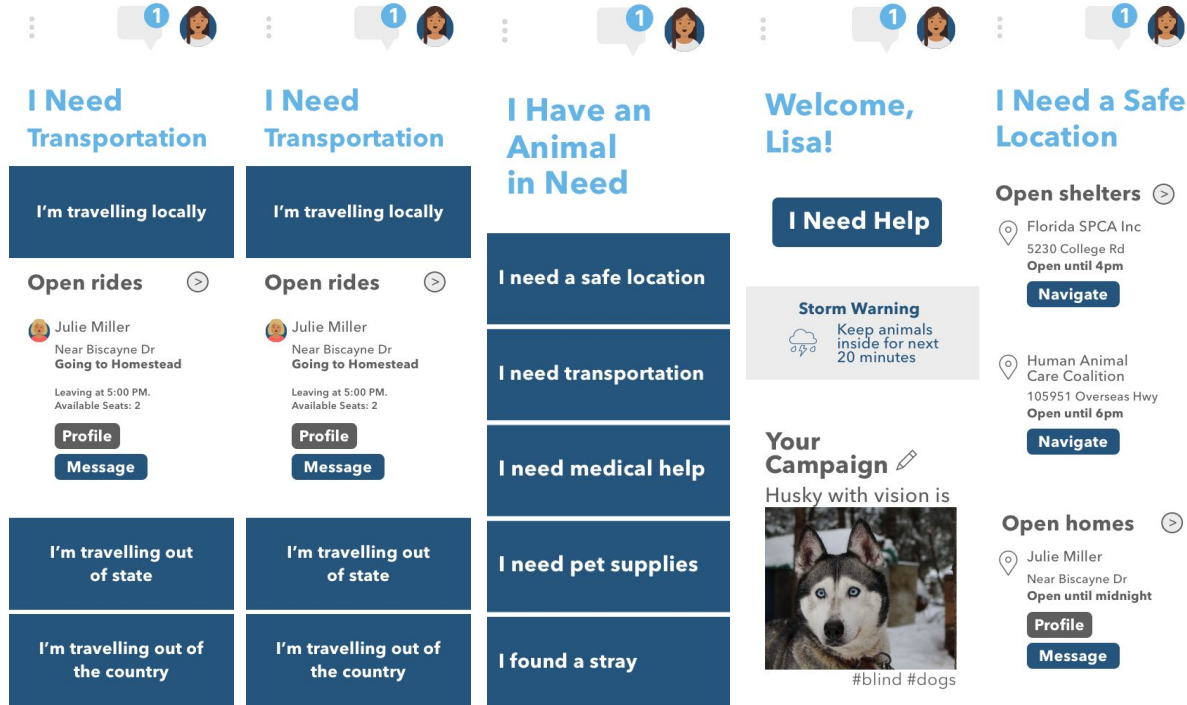 1
I Need
Transportation
I'm travelling locally
Open rides
>
Julie Miller
Near Biscayne Dr
Going to Homestead
Leaving at 5:00 PM.
Available Seats: 2
Profile
Message
I'm travelling out
of state
I'm travelling out of
the country
1
I Need
Transportation
I'm travelling locally
Open rides
>
Julie Miller
Near Biscayne Dr
Going to Homestead
Leaving at 5:00 PM.
Available Seats: 2
Profile
Message
I'm travelling out
of state
I'm travelling out of
the country
1
I Have an
Animal
in Need
I need a safe location
I need transportation
I need medical help
I need pet supplies
I found a stray
1
Welcome,
Lisa!
I Need Help
Storm Warning
Keep animals
inside for next
20 minutes
Your
Campaign
Husky with vision is
#blind #dogs
1
I Need a Safe
Location
Open shelters
>
Florida SPCA Inc
5230 College Rd
Open until 4pm
Navigate
Human Animal
Care Coalition
105951 Overseas Hwy
Open until 6pm
Navigate
Open homes
>
Julie Miller
Near Biscayne Dr
Open until midnight
Profile
Message